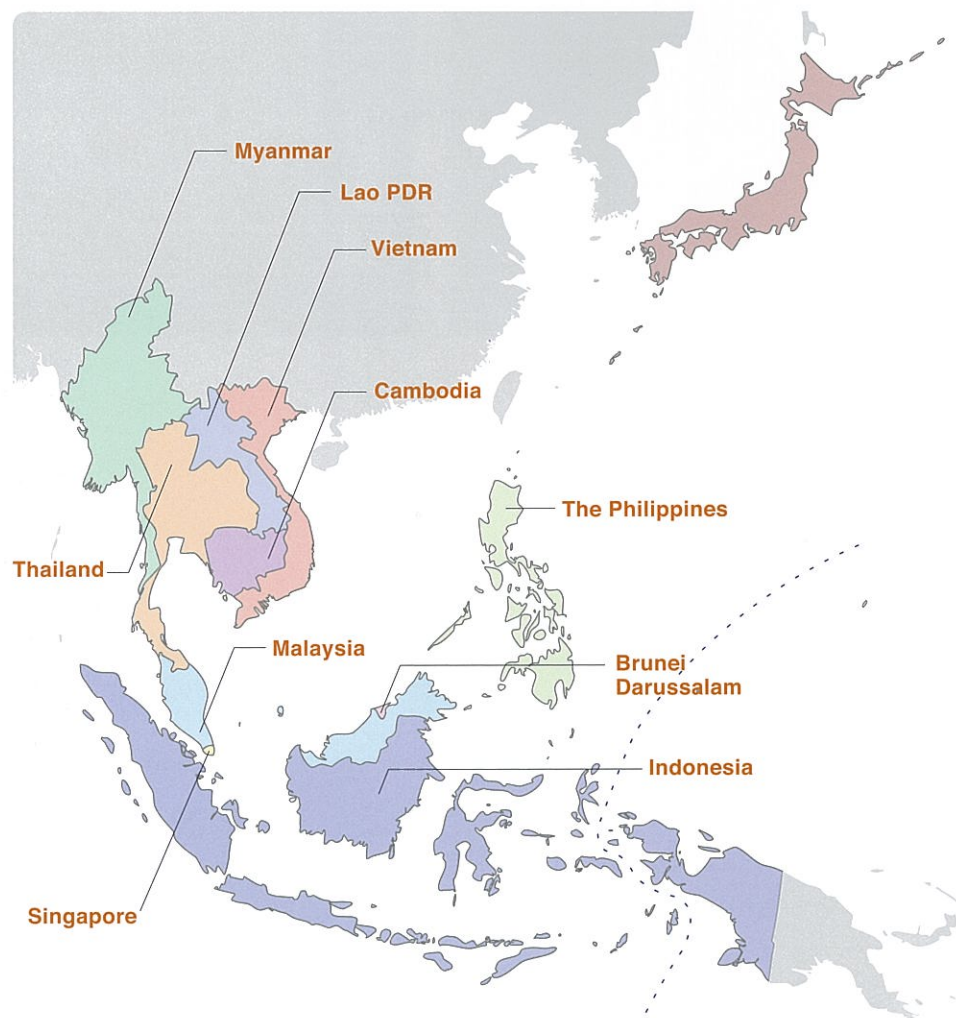 Myanmar
Lao PDR
Vietnam
Cambodia
The Philippines
Thailand
Malaysia
Brunei
Darussalam
Indonesia
Singapore